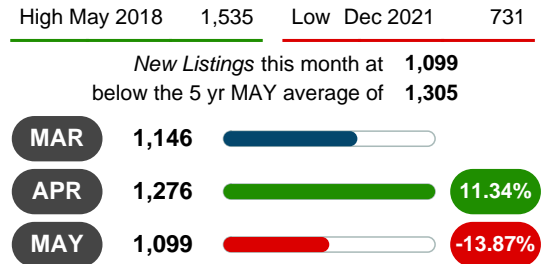 High May 2018 1,535 Low Dec 2021 731
New Listings this month at 1,099
below the 5 yr MAY average of 1,305
MAR 1,146
APR 1,276 11.34%
MAY 1,099 -13.87%